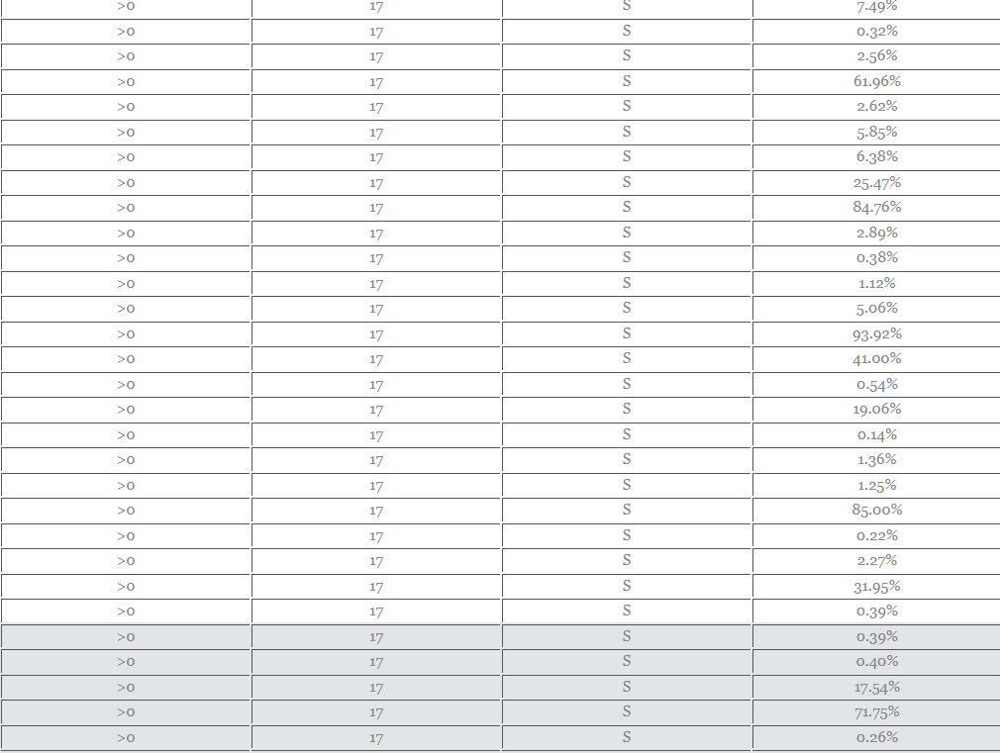 >0 17 S 7.49%
>0 17 S 0.32%
>0 17 S 2.56%
>0 17 S 61.96%
>0 17 S 2.62%
>0 17 S 5.85%
>0 17 S 6.38%
>0 17 S 25.47%
>0 17 S 84.76%
>0 17 S 2.89%
>0 17 S 0.38%
>0 17 S 1.12%
>0 17 S 5.06%
>0 17 S 93.92%
>0 17 S 41.00%
>0 17 S 0.54%
>0 17 S 19.06%
>0 17 S 0.14%
>0 17 S 1.36%
>0 17 S 1.25%
>0 17 S 85.00%
>0 17 S 0.22%
>0 17 S 2.27%
>0 17 S 31.95%
>0 17 S 0.39%
>0 17 S 0.39%
>0 17 S 0.40%
>0 17 S 17.54%
>0 17 S 71.75%
>0 17 S 0.26%